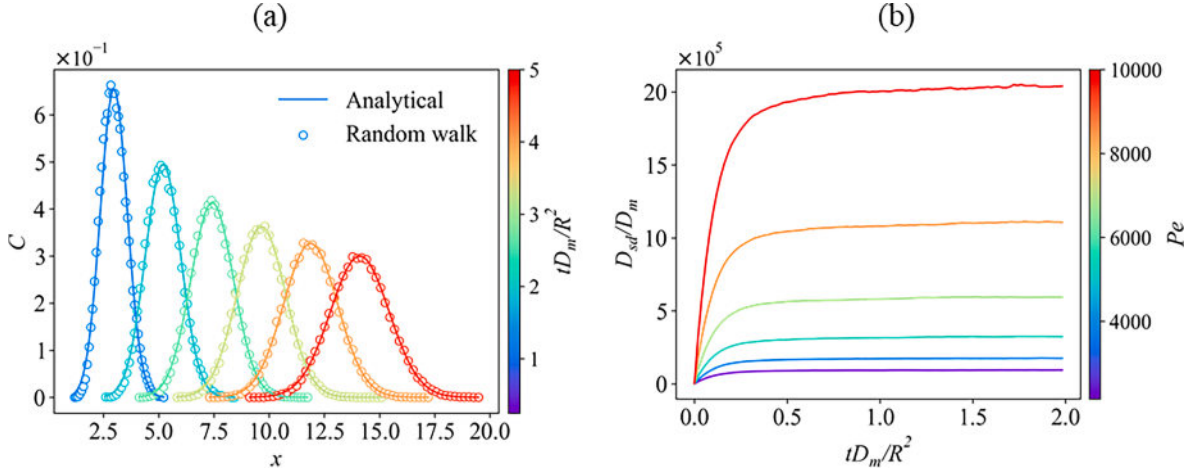 (a)
×10⁻¹
6
5
4
3
2
1
0
C
2.5 5.0 7.5 10.0 12.5 15.0 17.5 20.0
x
Analytical
Random walk
5
4
3
2
1
tDₘ/R²
(b)
×10⁵
20
15
10
5
0
D_sd/Dₘ
0.0 0.5 1.0 1.5 2.0
tDₘ/R²
10000
8000
6000
4000
Pe